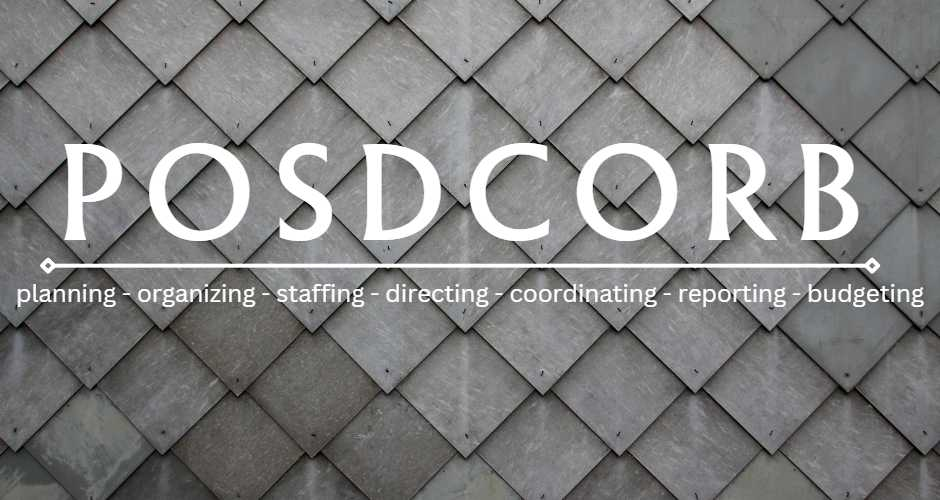 POSDCORB
planning - organizing - staffing - directing - coordinating - reporting - budgeting